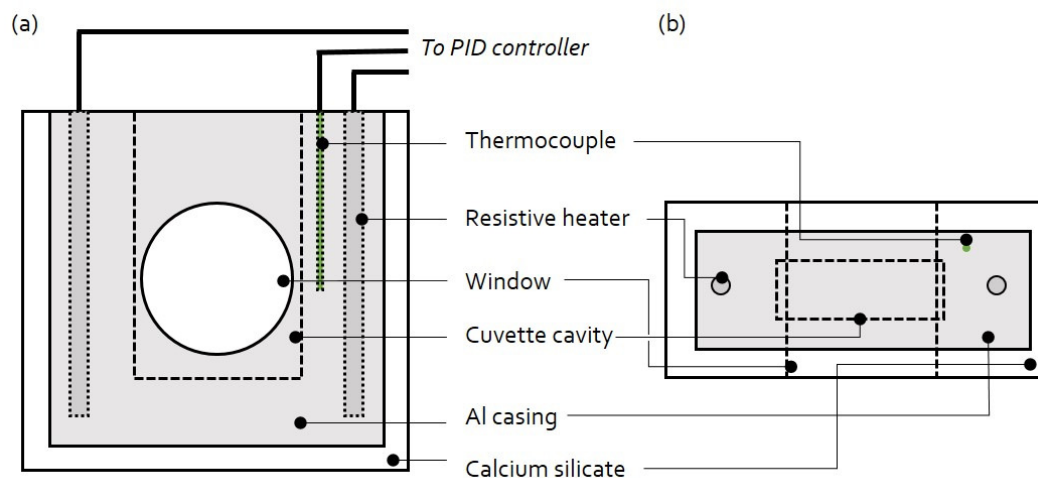 (a)
(b)
To PID controller
Thermocouple
Resistive heater
Window
Cuvette cavity
Al casing
Calcium silicate